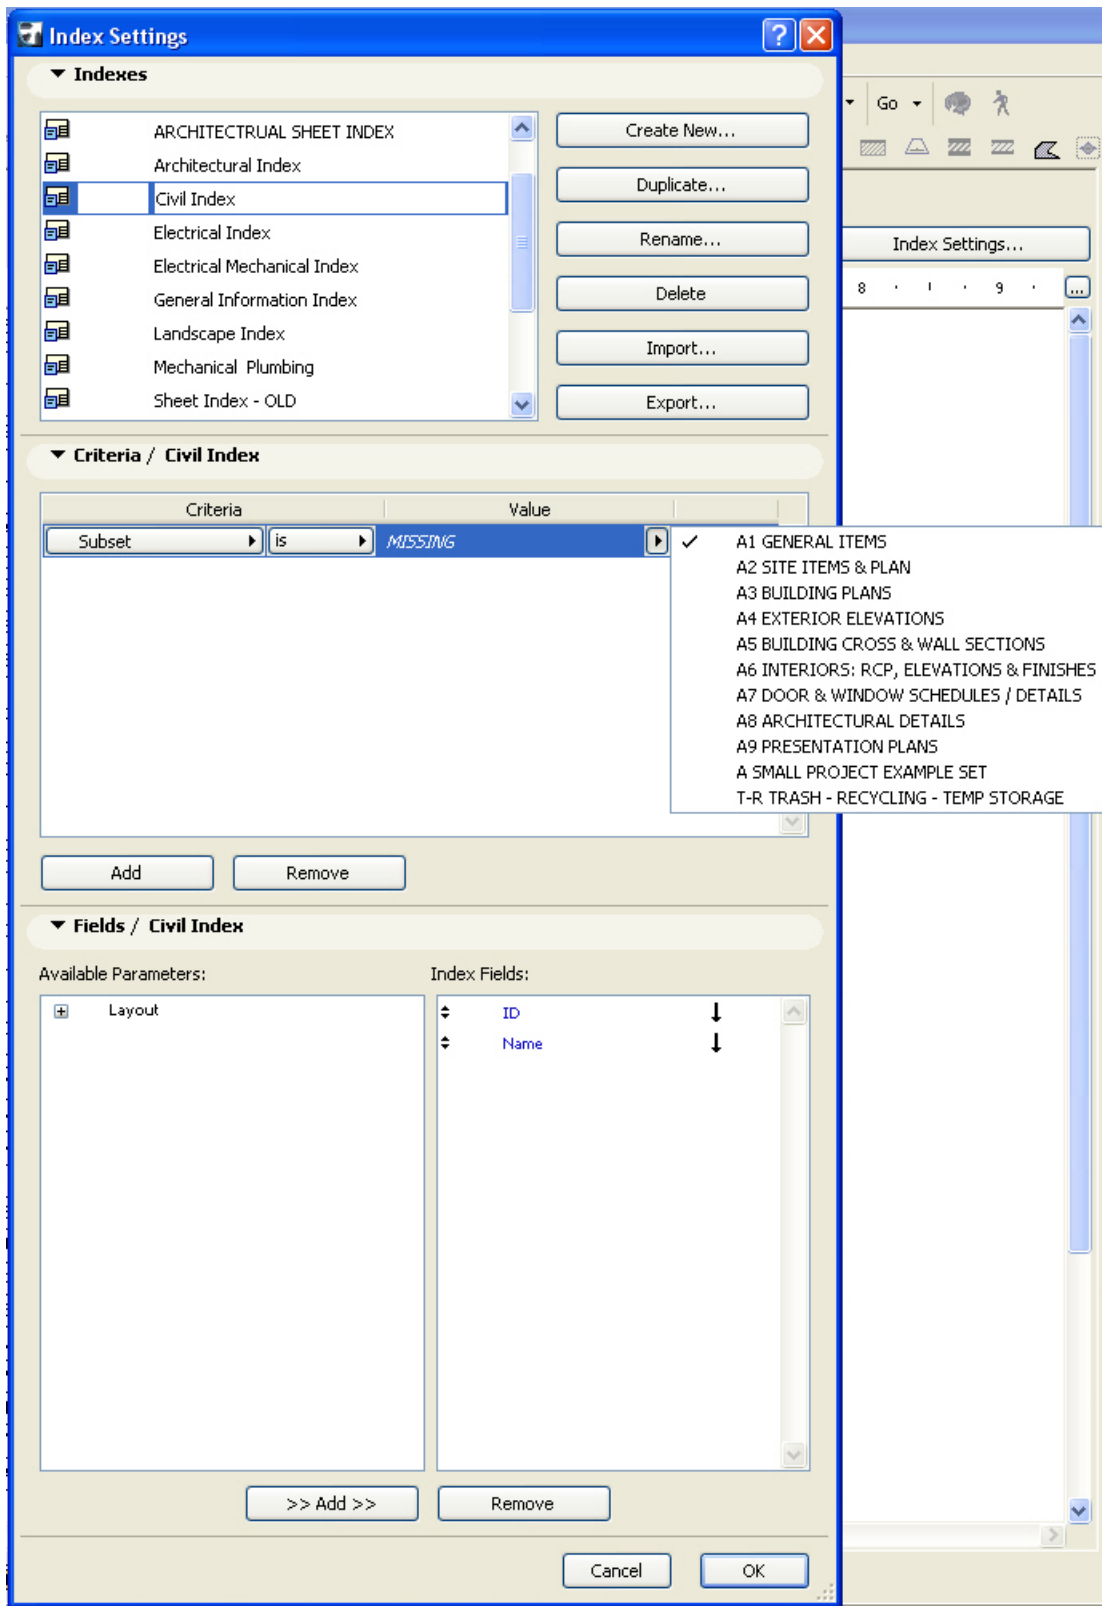 Index Settings
Indexes
ARCHITECTRUAL SHEET INDEX
Architectural Index
Civil Index
Electrical Index
Electrical Mechanical Index
General Information Index
Landscape Index
Mechanical Plumbing
Sheet Index - OLD
Create New...
Duplicate...
Rename...
Delete
Import...
Export...
Go
Index Settings...
8 9 ...
Criteria / Civil Index
Criteria Value
Subset is MISSING
A1 GENERAL ITEMS
A2 SITE ITEMS & PLAN
A3 BUILDING PLANS
A4 EXTERIOR ELEVATIONS
A5 BUILDING CROSS & WALL SECTIONS
A6 INTERIORS: RCP, ELEVATIONS & FINISHES
A7 DOOR & WINDOW SCHEDULES / DETAILS
A8 ARCHITECTURAL DETAILS
A9 PRESENTATION PLANS
A SMALL PROJECT EXAMPLE SET
T-R TRASH - RECYCLING - TEMP STORAGE
Add Remove
Fields / Civil Index
Available Parameters: Index Fields:
Layout
ID
Name
>> Add >> Remove
Cancel OK